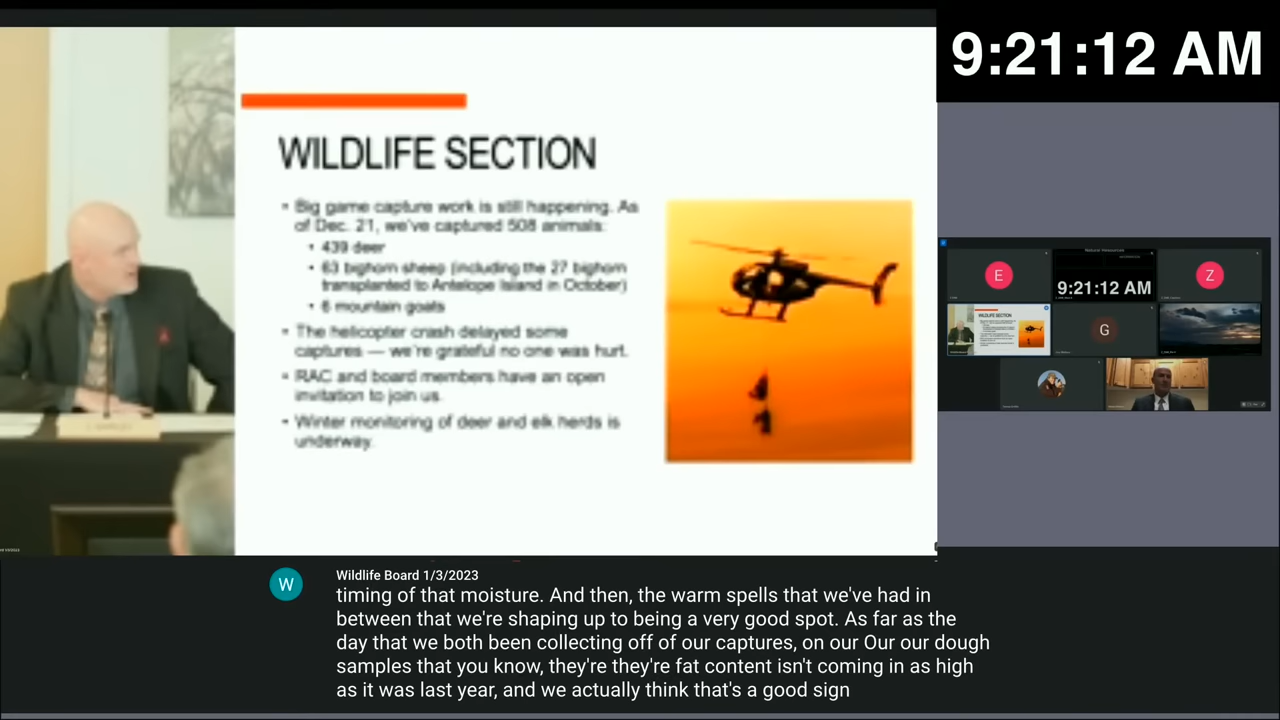 9:21:12 AM
WILDLIFE SECTION
• Big game capture work is still happening. As
of Dec. 21, we've captured 508 animals:
• 439 deer
• 63 bighorn sheep (including the 27 bighorn
transplanted to Antelope Island in October)
• 6 mountain goats
• The helicopter crash delayed some
captures — we're grateful no one was hurt.
• RAC and board members have an open
invitation to join us.
• Winter monitoring of deer and elk herds is
underway.
E
9:21:12 AM
Z
WILDLIFE SECTION
G
W
Wildlife Board 1/3/2023
timing of that moisture. And then, the warm spells that we've had in
between that we're shaping up to being a very good spot. As far as the
day that we both been collecting off of our captures, on our Our our dough
samples that you know, they're they're fat content isn't coming in as high
as it was last year, and we actually think that's a good sign